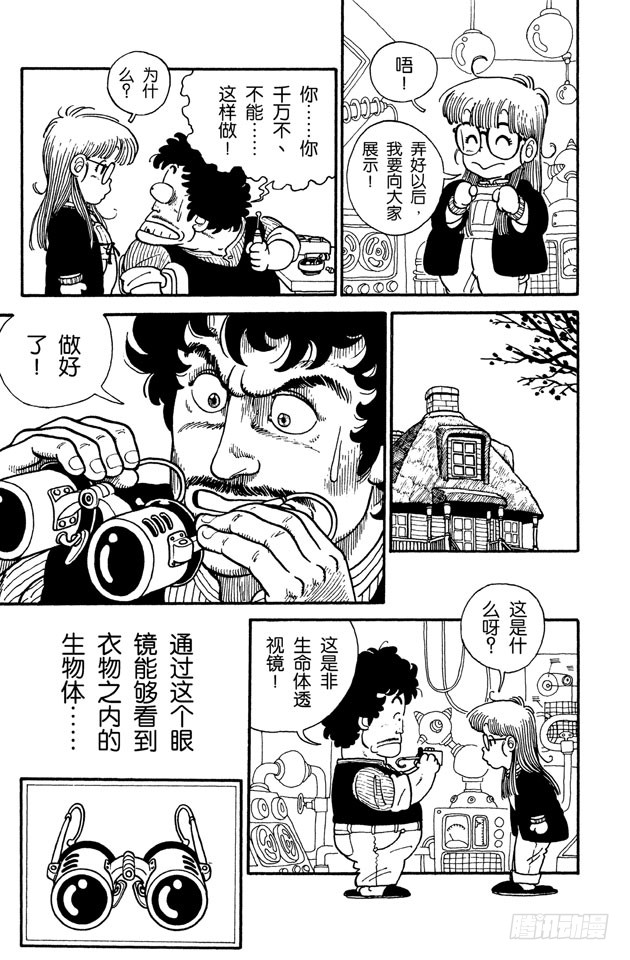 唔！
弄好以后，
我要向大家
展示！
你……你
千万不、
不能……
这样做！
为什
么？
做好
了！
这是什
么呀？
这是非
生命体透
视镜！
通过这个眼
镜能够看到
衣物之内的
生物体……
腾讯动漫